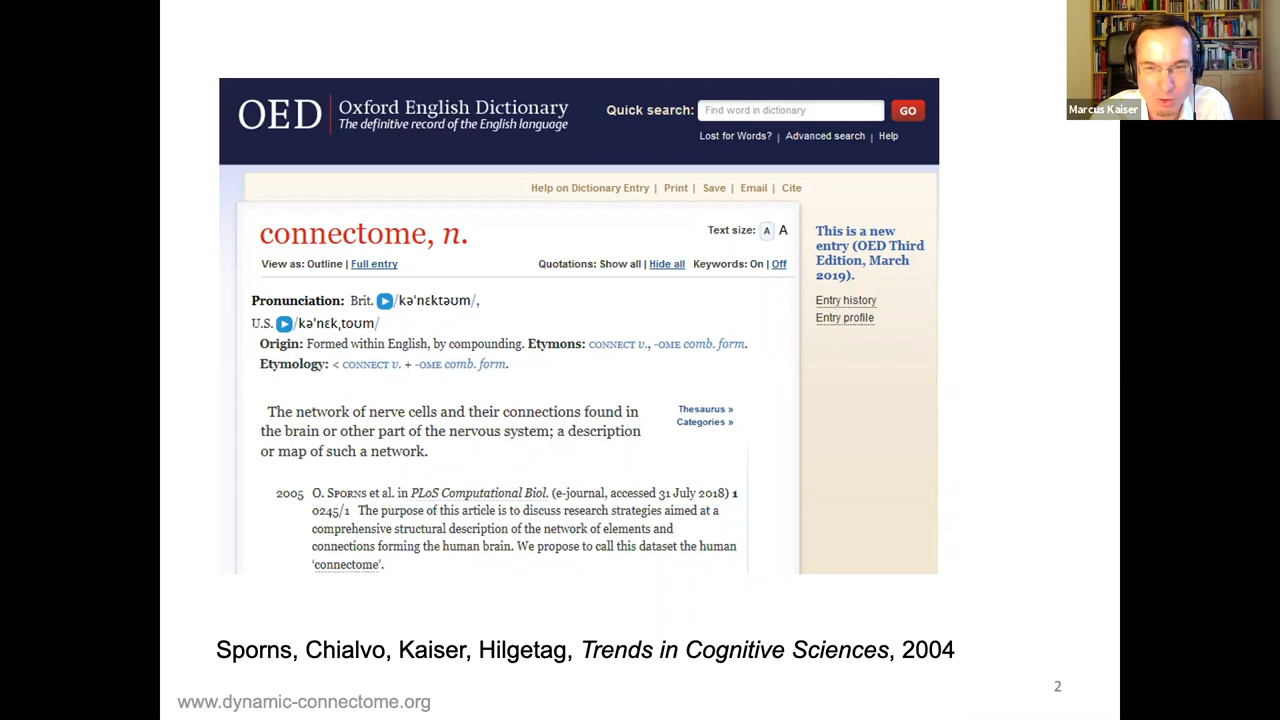 Marcus Kaiser
OED Oxford English Dictionary
The definitive record of the English language
Quick search: Find word in dictionary GO
Lost for Words? | Advanced search | Help
Help on Dictionary Entry | Print | Save | Email | Cite
connectome, n.
Text size: A A
View as: Outline | Full entry
Quotations: Show all | Hide all Keywords: On | Off
This is a new
entry (OED Third
Edition, March
2019).
Entry history
Entry profile
Pronunciation: Brit. /kəˈnɛktəʊm/,
U.S. /kəˈnɛkˌtoʊm/
Origin: Formed within English, by compounding. Etymons: CONNECT v., -OME comb. form.
Etymology: < CONNECT v. + -OME comb. form.
The network of nerve cells and their connections found in
the brain or other part of the nervous system; a description
or map of such a network.
Thesaurus »
Categories »
2005 O. SPORNS et al. in PLoS Computational Biol. (e-journal, accessed 31 July 2018) 1
0245/1 The purpose of this article is to discuss research strategies aimed at a
comprehensive structural description of the network of elements and
connections forming the human brain. We propose to call this dataset the human
‘connectome’.
Sporns, Chialvo, Kaiser, Hilgetag, Trends in Cognitive Sciences, 2004
2
www.dynamic-connectome.org